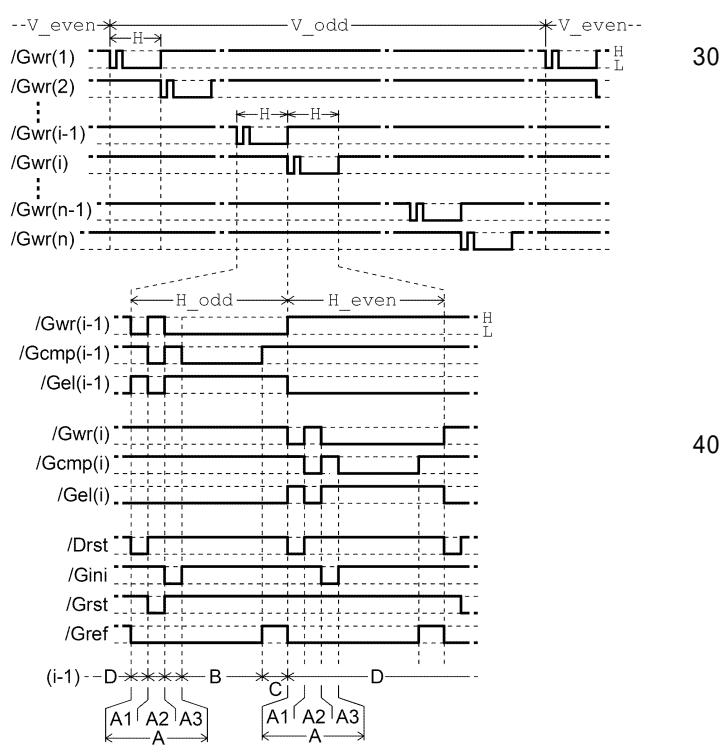 V_even V_odd V_even
H
/Gwr(1) H L
30
/Gwr(2)
H H
/Gwr(i-1)
/Gwr(i)
/Gwr(n-1)
/Gwr(n)
H_odd H_even
/Gwr(i-1) H L
/Gcmp(i-1)
/Gel(i-1)
/Gwr(i)
40
/Gcmp(i)
/Gel(i)
/Drst
/Gini
/Grst
/Gref
(i-1) D B C D
A1 A2 A3 A1 A2 A3
A A